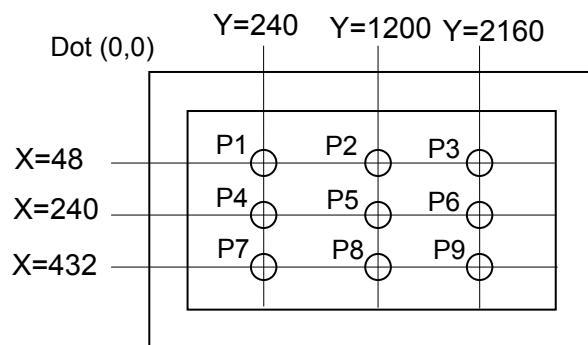 Y=240 Y=1200 Y=2160
Dot (0,0)
P1 P2 P3
X=48
P4 P5 P6
X=240
P7 P8 P9
X=432